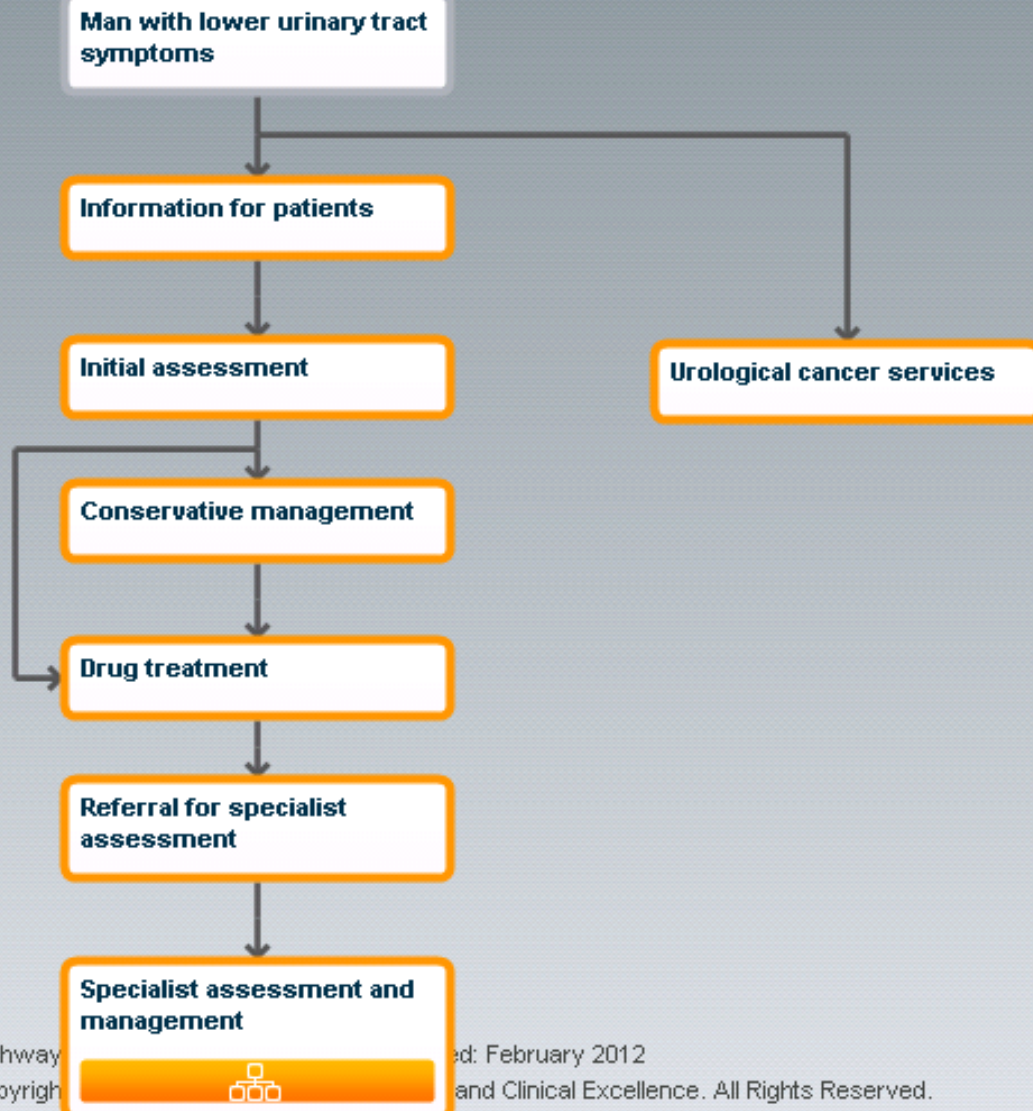 Man with lower urinary tract
symptoms
Information for patients
Initial assessment
Urological cancer services
Conservative management
Drug treatment
Referral for specialist
assessment
Specialist assessment and
management
February 2012
and Clinical Excellence. All Rights Reserved.